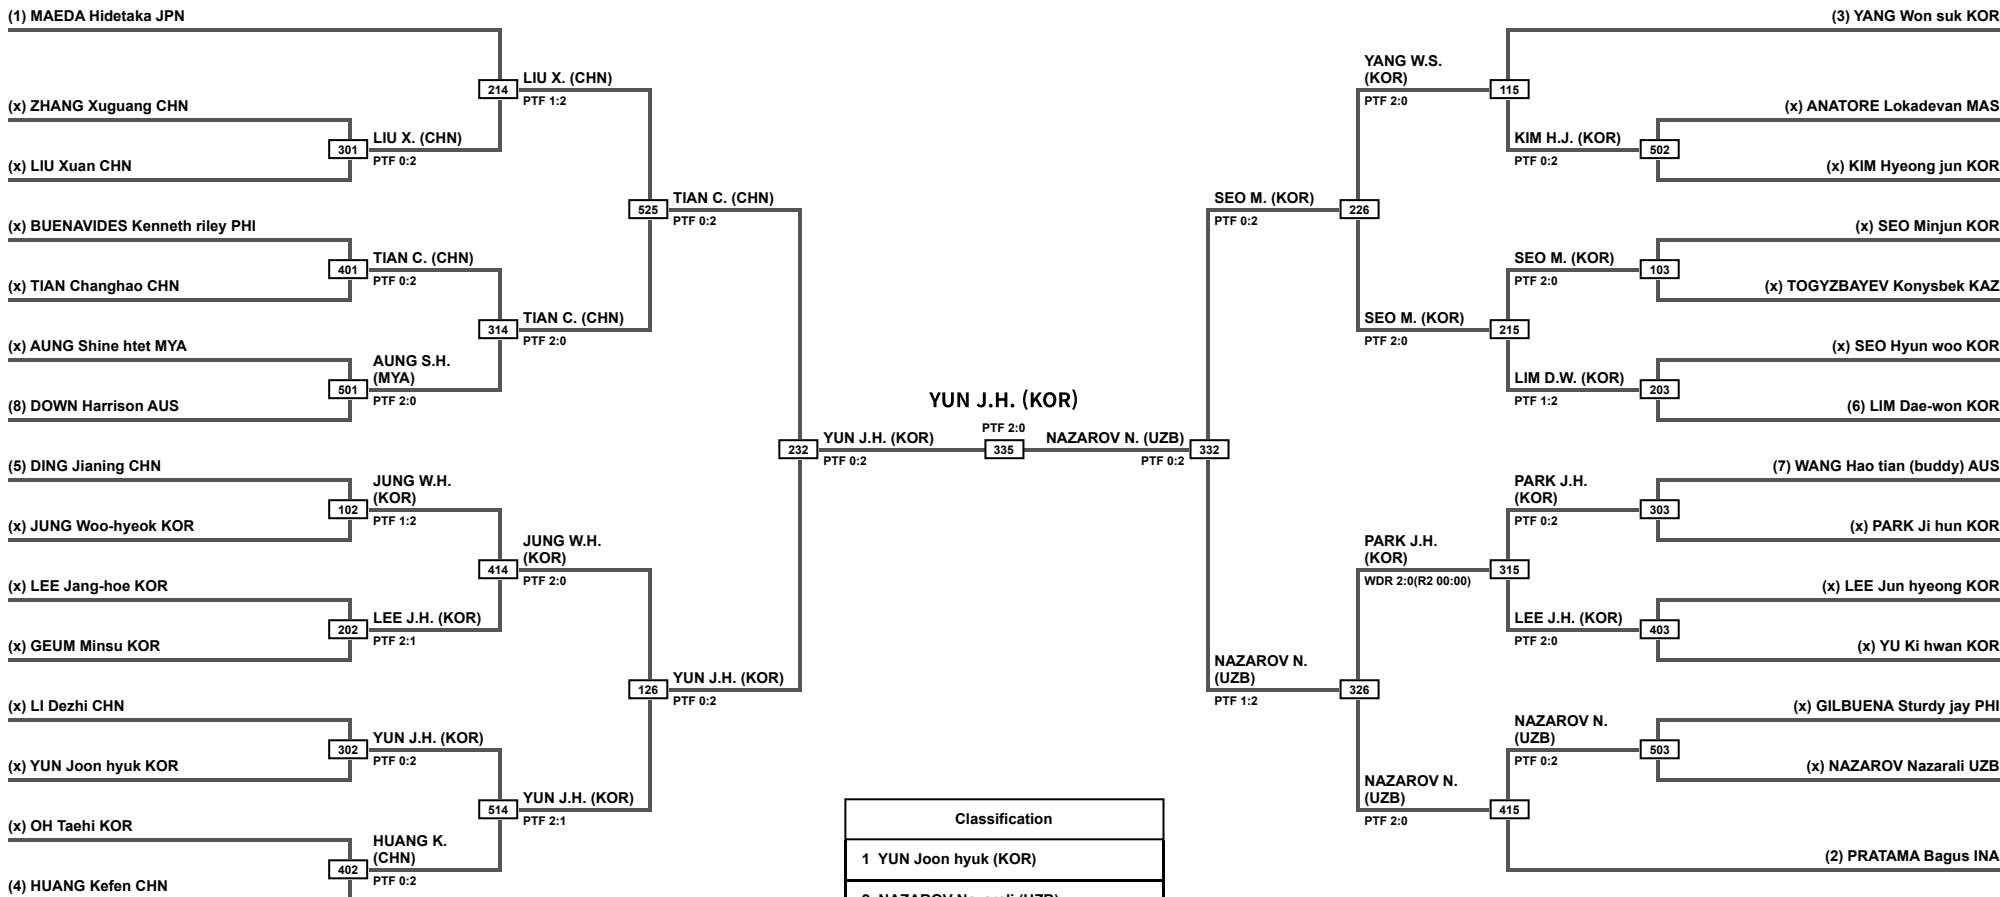 (1) MAEDA Hidetaka JPN
(x) ZHANG Xuguang CHN
(x) LIU Xuan CHN
(x) BUENAVIDES Kenneth riley PHI
(x) TIAN Changhao CHN
(x) AUNG Shine htet MYA
(8) DOWN Harrison AUS
(5) DING Jianing CHN
(x) JUNG Woo-hyeok KOR
(x) LEE Jang-hoe KOR
(x) GEUM Minsu KOR
(x) LI Dezhi CHN
(x) YUN Joon hyuk KOR
(x) OH Taehi KOR
(4) HUANG Kefen CHN
301
LIU X. (CHN)
PTF 0:2
401
TIAN C. (CHN)
PTF 0:2
501
AUNG S.H.
(MYA)
PTF 2:0
102
JUNG W.H.
(KOR)
PTF 1:2
202
LEE J.H. (KOR)
PTF 2:1
302
YUN J.H. (KOR)
PTF 0:2
402
HUANG K.
(CHN)
PTF 0:2
214
LIU X. (CHN)
PTF 1:2
314
TIAN C. (CHN)
PTF 2:0
414
JUNG W.H.
(KOR)
PTF 2:0
514
YUN J.H. (KOR)
PTF 2:1
525
TIAN C. (CHN)
PTF 0:2
126
YUN J.H. (KOR)
PTF 0:2
232
YUN J.H. (KOR)
PTF 0:2
YUN J.H. (KOR)
PTF 2:0
335
NAZAROV N. (UZB)
PTF 0:2
332
SEO M. (KOR)
PTF 0:2
226
NAZAROV N.
(UZB)
PTF 1:2
326
YANG W.S.
(KOR)
PTF 2:0
115
SEO M. (KOR)
PTF 2:0
215
PARK J.H.
(KOR)
WDR 2:0(R2 00:00)
315
NAZAROV N.
(UZB)
PTF 2:0
415
KIM H.J. (KOR)
PTF 0:2
502
SEO M. (KOR)
PTF 2:0
103
LIM D.W. (KOR)
PTF 1:2
203
PARK J.H.
(KOR)
PTF 0:2
303
LEE J.H. (KOR)
PTF 2:0
403
NAZAROV N.
(UZB)
PTF 0:2
503
(3) YANG Won suk KOR
(x) ANATORE Lokadevan MAS
(x) KIM Hyeong jun KOR
(x) SEO Minjun KOR
(x) TOGYZBAYEV Konysbek KAZ
(x) SEO Hyun woo KOR
(6) LIM Dae-won KOR
(7) WANG Hao tian (buddy) AUS
(x) PARK Ji hun KOR
(x) LEE Jun hyeong KOR
(x) YU Ki hwan KOR
(x) GILBUENA Sturdy jay PHI
(x) NAZAROV Nazarali UZB
(2) PRATAMA Bagus INA
Classification
1 YUN Joon hyuk (KOR)
2 NAZAROV Nazarali (UZB)